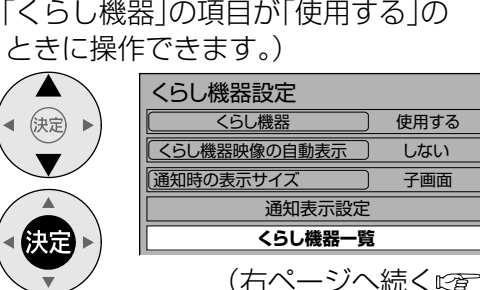 「くらし機器」の項目が「使用する」の
ときに操作できます。）
決定
くらし機器設定
くらし機器 使用する
くらし機器映像の自動表示 しない
通知時の表示サイズ 子画面
通知表示設定
決定
くらし機器一覧
（右ページへ続く☞